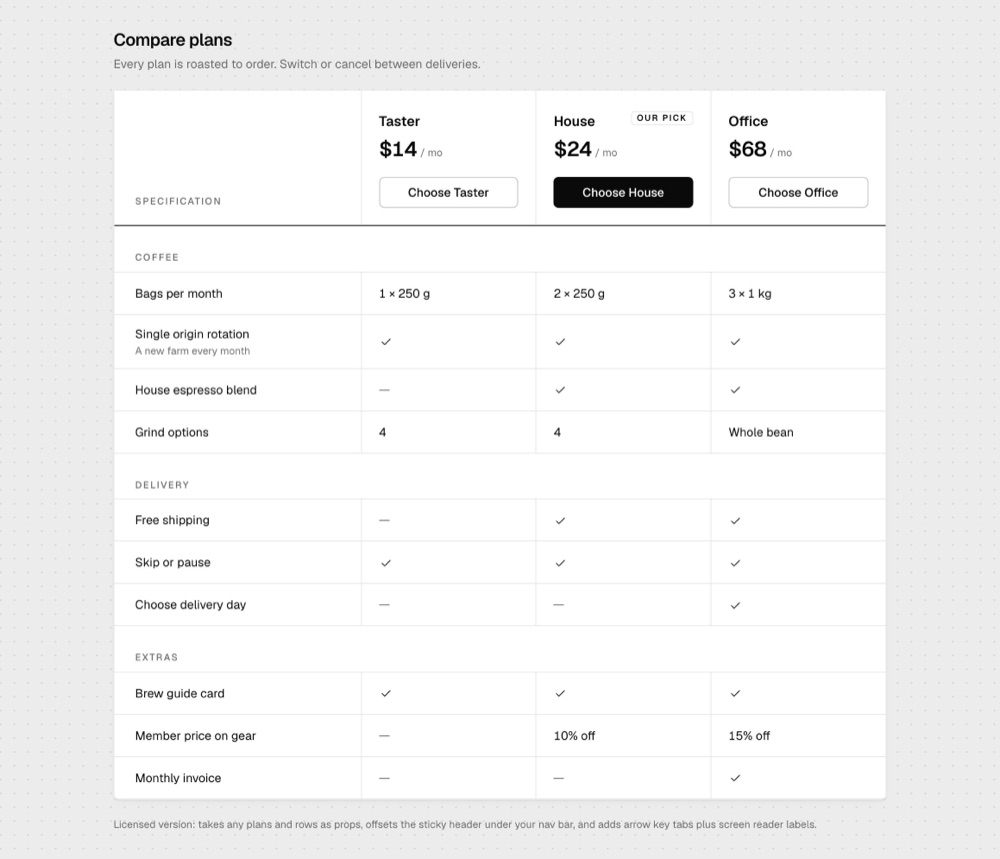 Compare plans
Every plan is roasted to order. Switch or cancel between deliveries.
Taster
House
OUR PICK
Office
$14 / mo
$24 / mo
$68 / mo
SPECIFICATION
Choose Taster
Choose House
Choose Office
COFFEE
Bags per month 1 × 250 g 2 × 250 g 3 × 1 kg
Single origin rotation ✓ ✓ ✓
A new farm every month
House espresso blend — ✓ ✓
Grind options 4 4 Whole bean
DELIVERY
Free shipping — ✓ ✓
Skip or pause ✓ ✓ ✓
Choose delivery day — — ✓
EXTRAS
Brew guide card ✓ ✓ ✓
Member price on gear — 10% off 15% off
Monthly invoice — — ✓
Licensed version: takes any plans and rows as props, offsets the sticky header under your nav bar, and adds arrow key tabs plus screen reader labels.